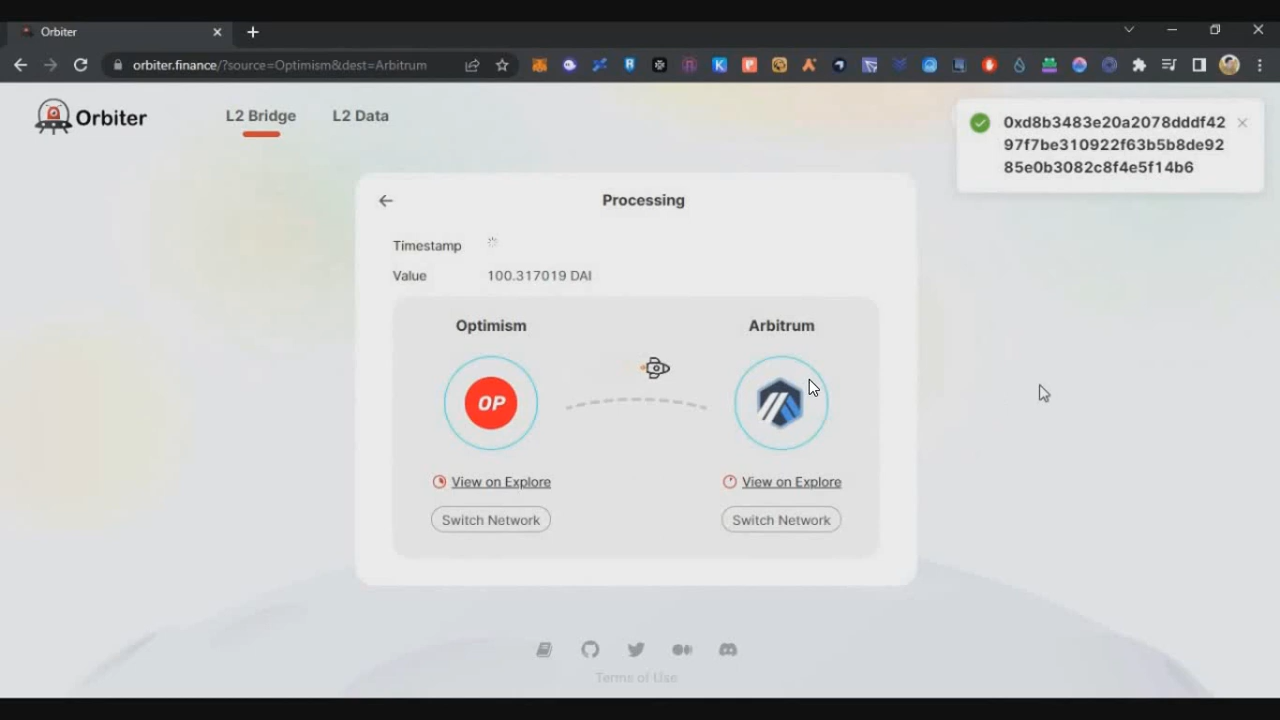 Orbiter
orbiter.finance/?source=Optimism&dest=Arbitrum
Orbiter
L2 Bridge
L2 Data
0xd8b3483e20a2078dddf42
97f7be310922f63b5b8de92
85e0b3082c8f4e5f14b6
Processing
Timestamp
Value 100.317019 DAI
Optimism
Arbitrum
OP
View on Explore
View on Explore
Switch Network
Switch Network
Terms of Use